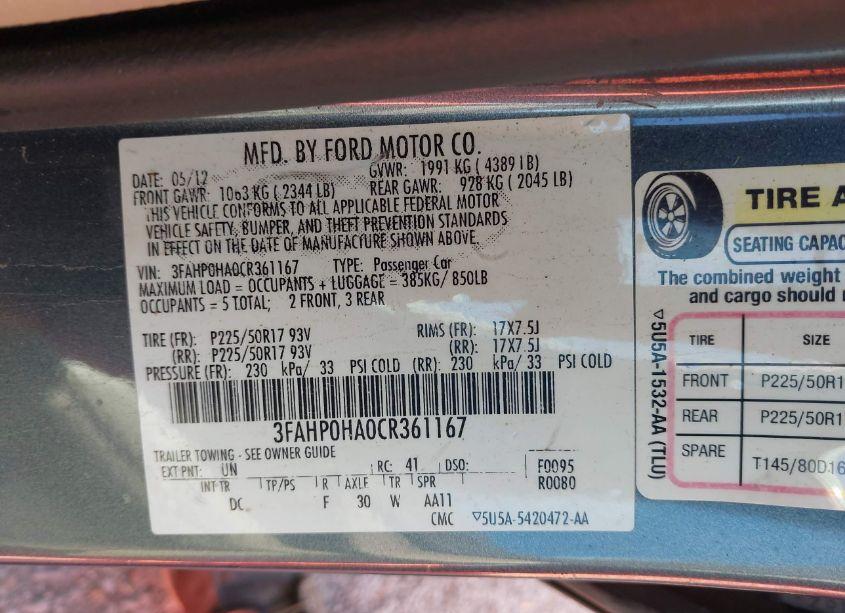 MFD. BY FORD MOTOR CO.
DATE: 05/12 GVWR: 1991 KG ( 4389 LB)
FRONT GAWR: 1063 KG ( 2344 LB) REAR GAWR: 928 KG ( 2045 LB)
THIS VEHICLE CONFORMS TO ALL APPLICABLE FEDERAL MOTOR
VEHICLE SAFETY, BUMPER, AND THEFT PREVENTION STANDARDS
IN EFFECT ON THE DATE OF MANUFACTURE SHOWN ABOVE.
VIN: 3FAHP0HA0CR361167 TYPE: Passenger Car
MAXIMUM LOAD = OCCUPANTS + LUGGAGE = 385KG/ 850LB
OCCUPANTS = 5 TOTAL; 2 FRONT, 3 REAR
TIRE (FR): P225/50R17 93V RIMS (FR): 17X7.5J
(RR): P225/50R17 93V (RR): 17X7.5J
PRESSURE (FR): 230 kPa/ 33 PSI COLD (RR): 230 kPa/ 33 PSI COLD
3FAHP0HA0CR361167
TRAILER TOWING - SEE OWNER GUIDE
EXT PNT: UN RC: 41 DSO: F0095
R0080
INT TR TP/PS R AXLE TR SPR
DC F 30 W AA11
CMC ▽5U5A-5420472-AA
TIRE A
SEATING CAPAC
The combined weight
and cargo should
▽5U5A-1532-AA (TLU)
TIRE SIZE
FRONT P225/50R1
REAR P225/50R1
SPARE T145/80D16